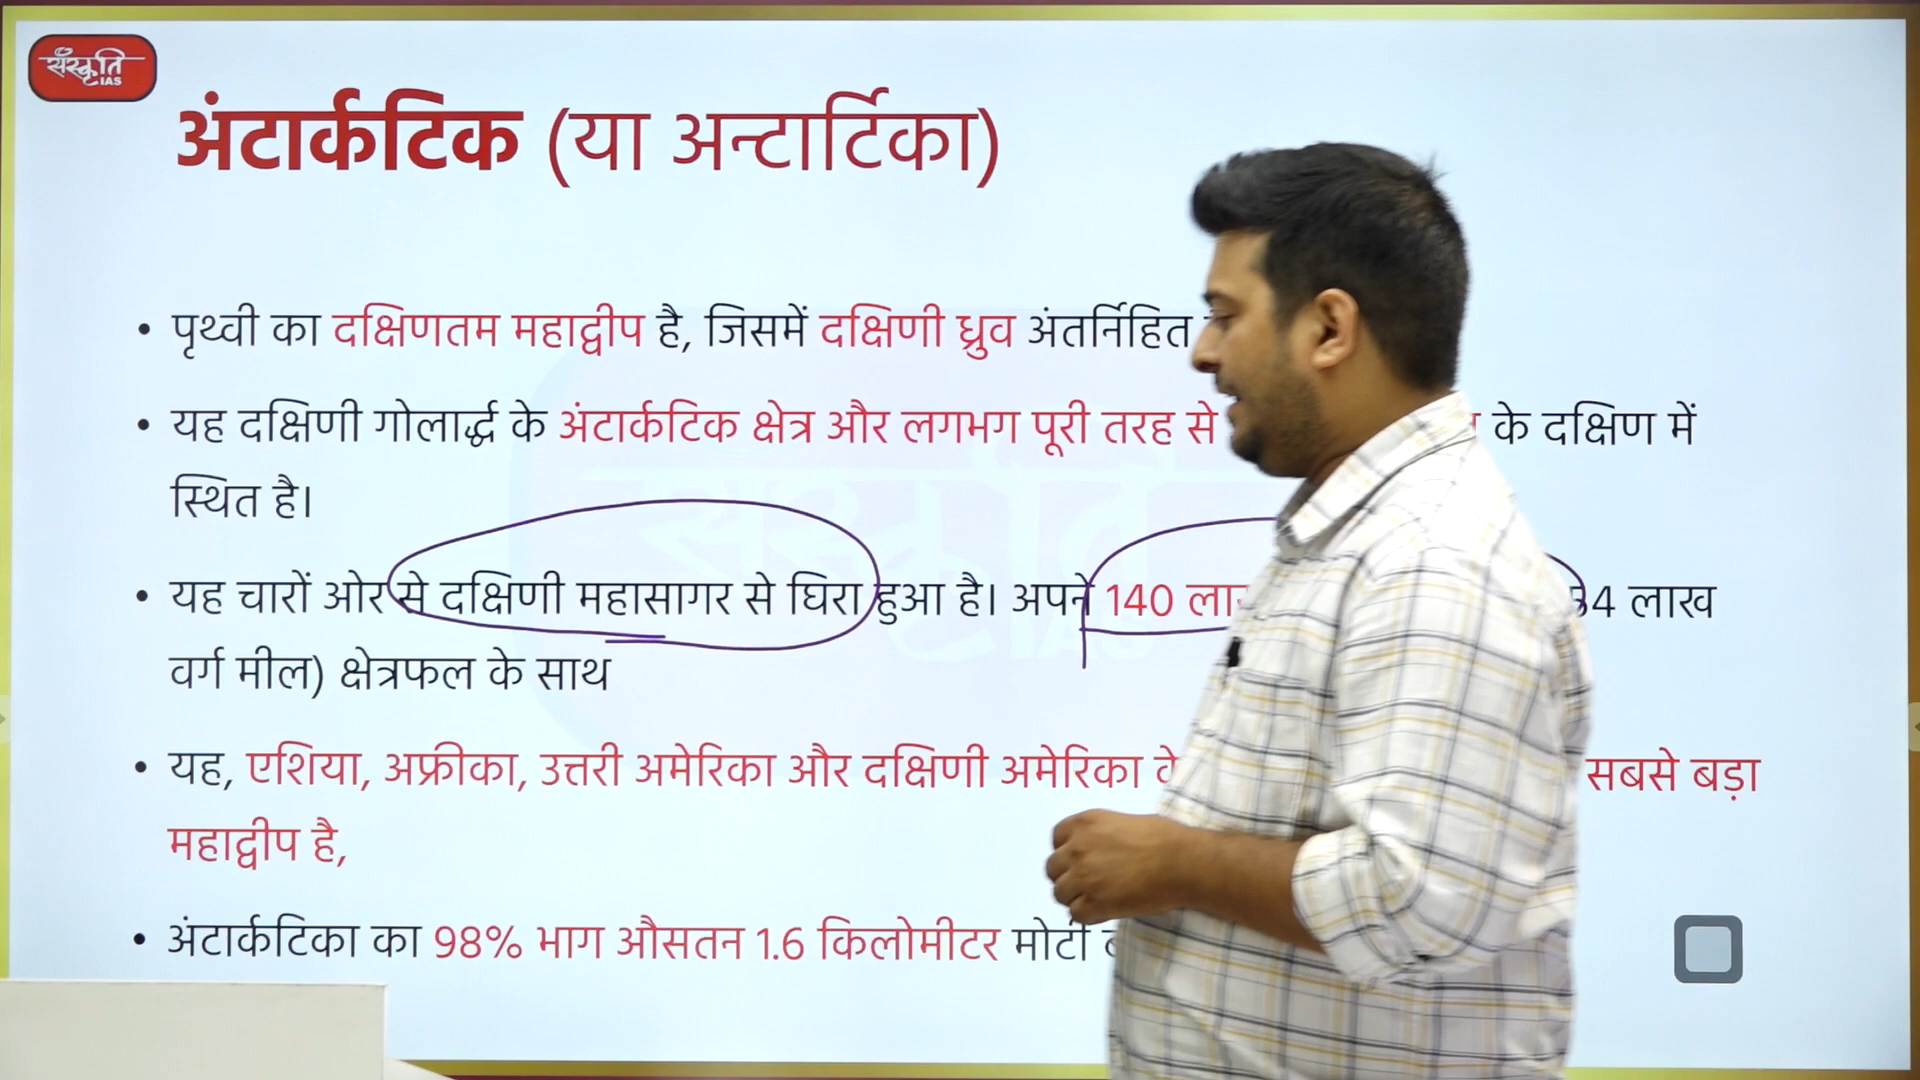 संस्कृति
IAS
अंटार्कटिक (या अन्टार्टिका)
• पृथ्वी का दक्षिणतम महाद्वीप है, जिसमें दक्षिणी ध्रुव अंतर्निहित
• यह दक्षिणी गोलार्द्ध के अंटार्कटिक क्षेत्र और लगभग पूरी तरह से के दक्षिण में
स्थित है।
• यह चारों ओर से दक्षिणी महासागर से घिरा हुआ है। अपने 140 लाख 54 लाख
वर्ग मील) क्षेत्रफल के साथ
• यह, एशिया, अफ्रीका, उत्तरी अमेरिका और दक्षिणी अमेरिका के सबसे बड़ा
महाद्वीप है,
• अंटार्कटिका का 98% भाग औसतन 1.6 किलोमीटर मोटी